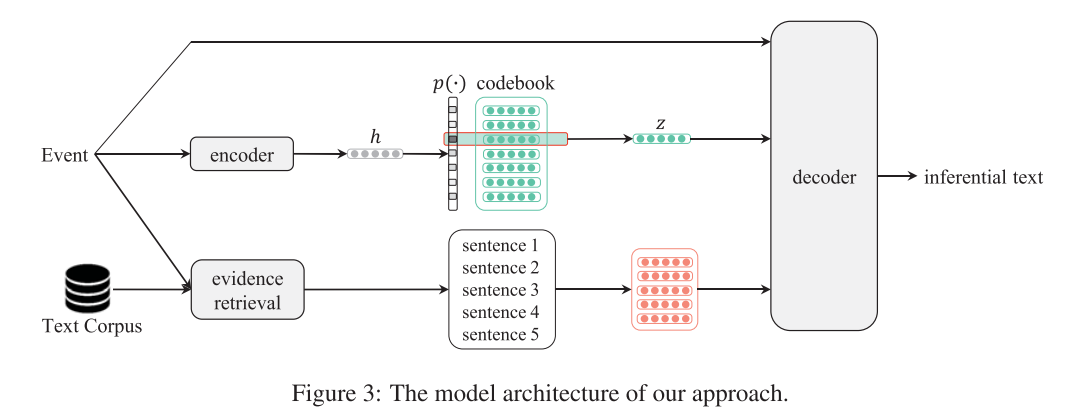 p(·) codebook
h
z
Event
encoder
decoder
inferential text
evidence
retrieval
sentence 1
sentence 2
sentence 3
sentence 4
sentence 5
Text Corpus
Figure 3: The model architecture of our approach.